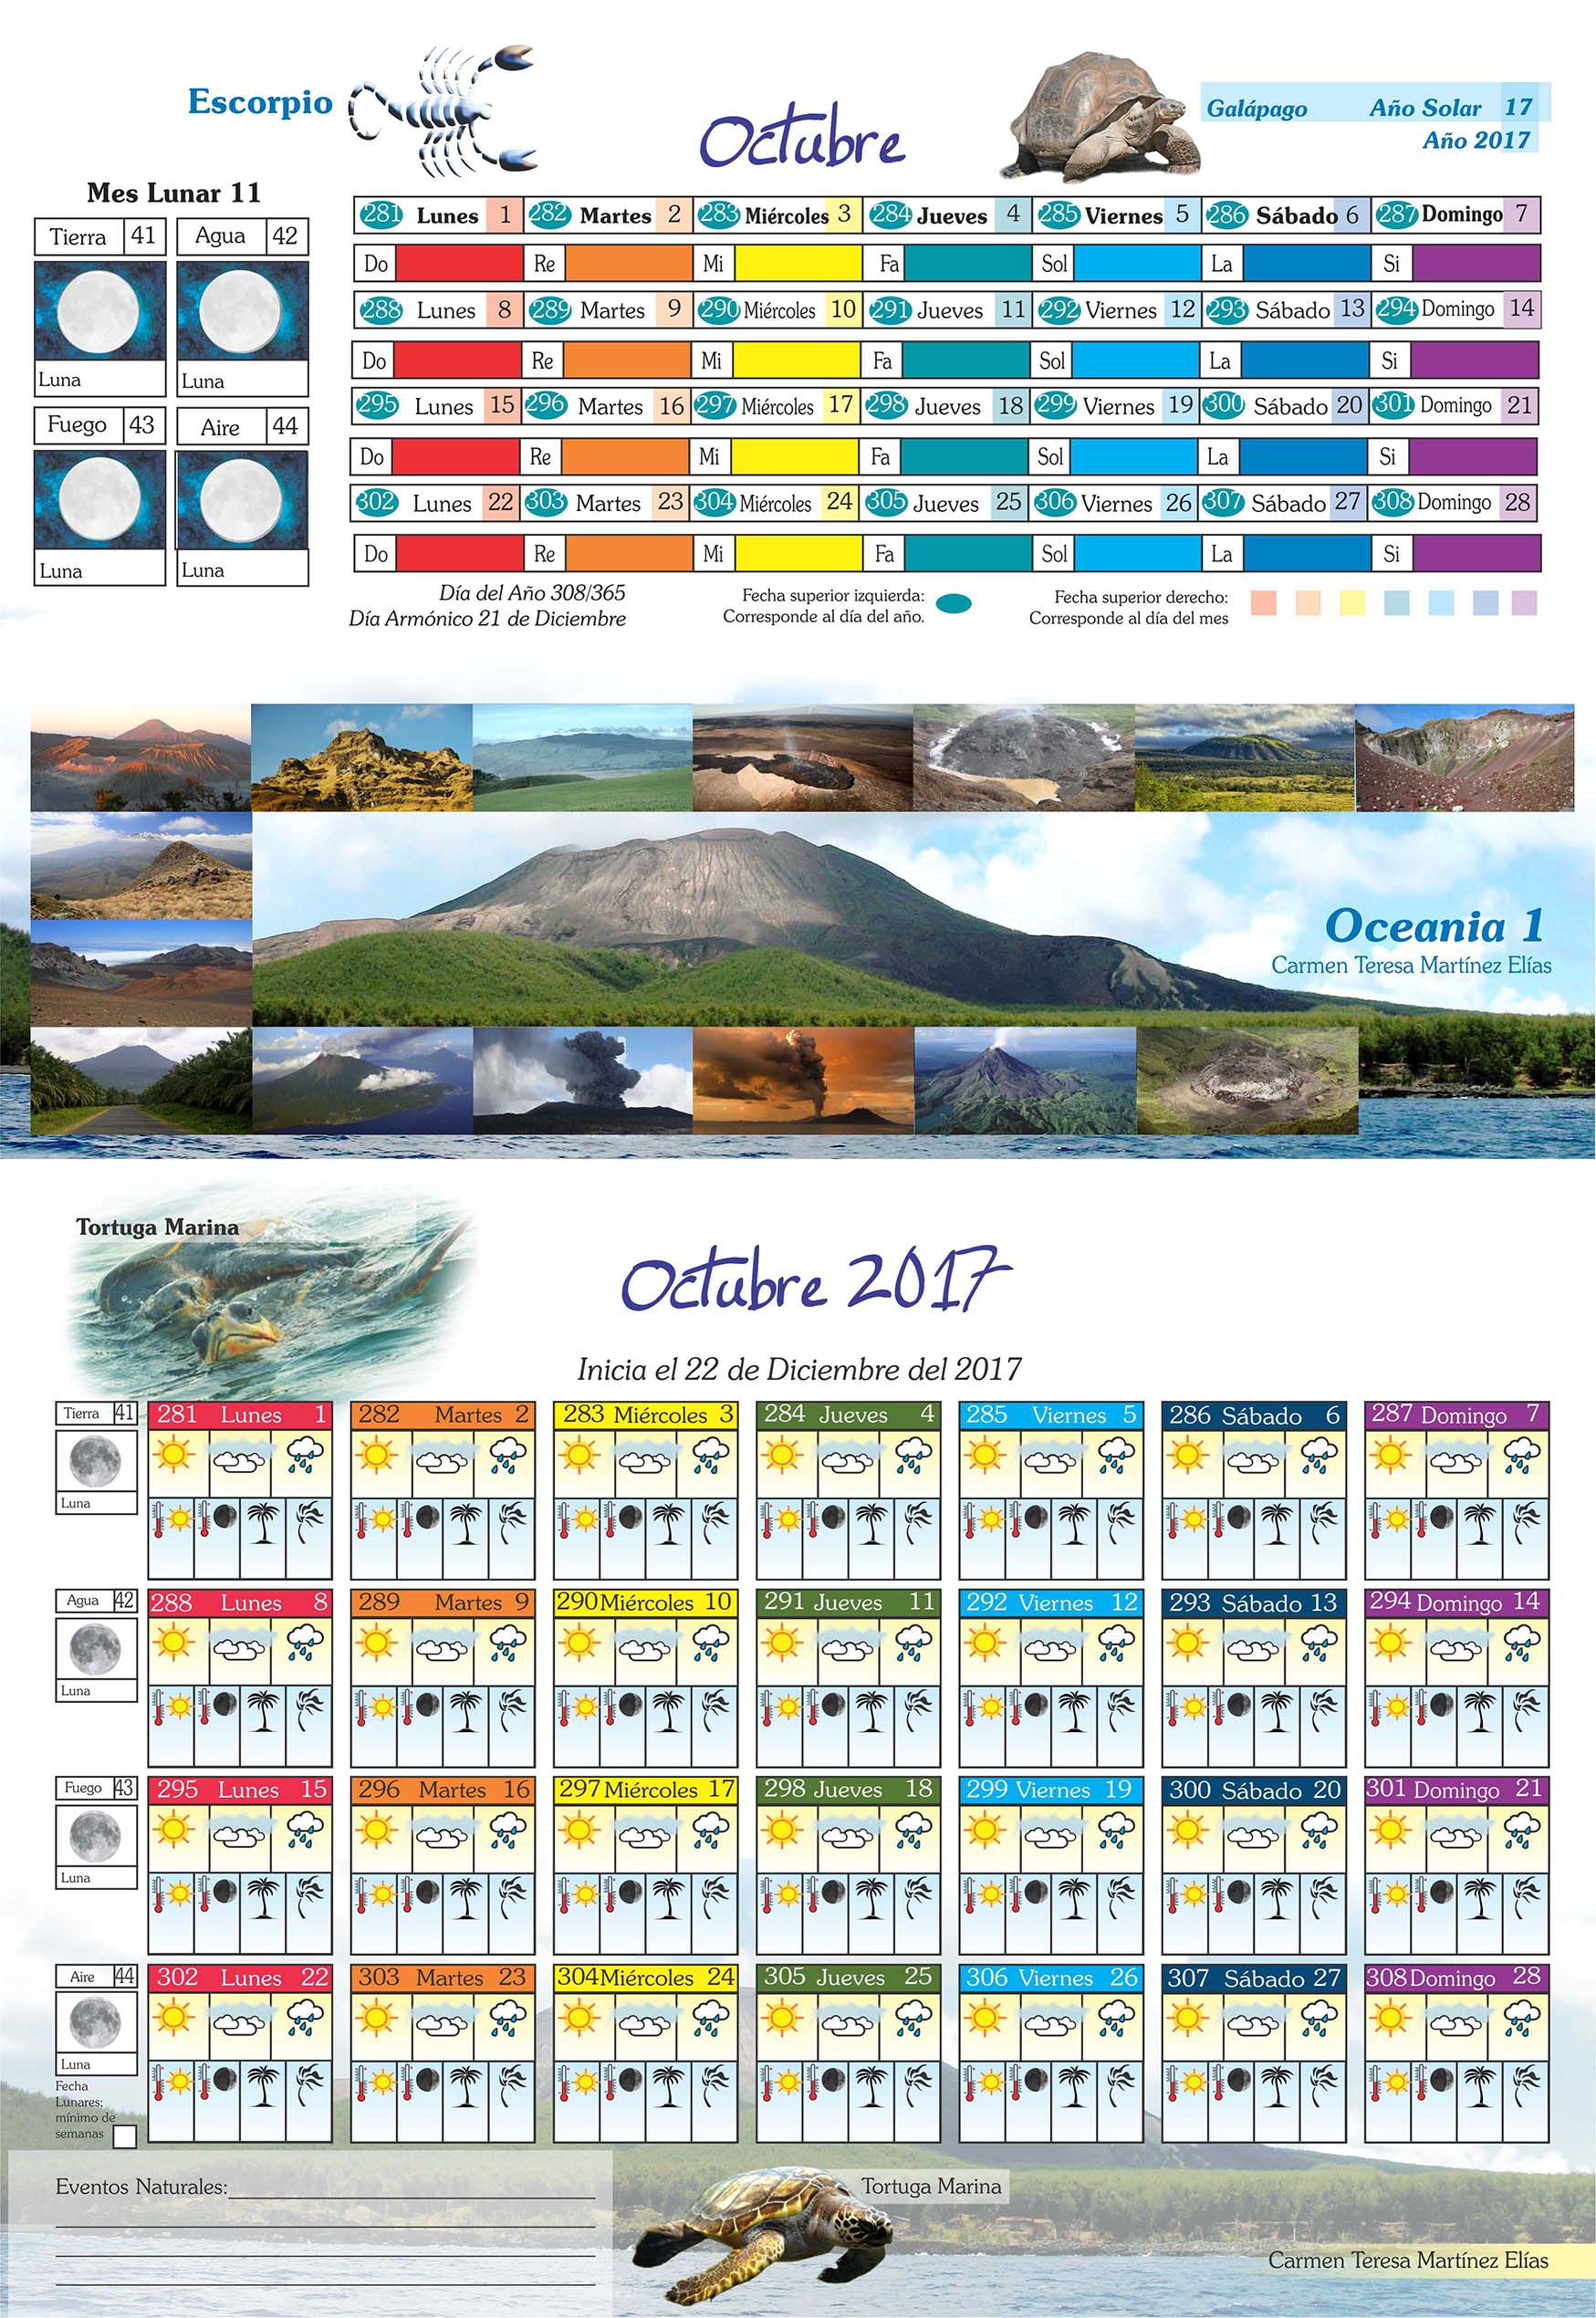 Escorpio
Octubre
Galápago Año Solar 17
Año 2017
Mes Lunar 11
Tierra 41 Agua 42
Luna Luna
Fuego 43 Aire 44
Luna Luna
281 Lunes 1 282 Martes 2 283 Miércoles 3 284 Jueves 4 285 Viernes 5 286 Sábado 6 287 Domingo 7
Do Re Mi Fa Sol La Si
288 Lunes 8 289 Martes 9 290 Miércoles 10 291 Jueves 11 292 Viernes 12 293 Sábado 13 294 Domingo 14
Do Re Mi Fa Sol La Si
295 Lunes 15 296 Martes 16 297 Miércoles 17 298 Jueves 18 299 Viernes 19 300 Sábado 20 301 Domingo 21
Do Re Mi Fa Sol La Si
302 Lunes 22 303 Martes 23 304 Miércoles 24 305 Jueves 25 306 Viernes 26 307 Sábado 27 308 Domingo 28
Do Re Mi Fa Sol La Si
Día del Año 308/365
Día Armónico 21 de Diciembre
Fecha superior izquierda:
Corresponde al día del año.
Fecha superior derecho:
Corresponde al día del mes
Oceania 1
Carmen Teresa Martínez Elías
Tortuga Marina
Octubre 2017
Inicia el 22 de Diciembre del 2017
Tierra 41 281 Lunes 1 282 Martes 2 283 Miércoles 3 284 Jueves 4 285 Viernes 5 286 Sábado 6 287 Domingo 7
Luna
Agua 42 288 Lunes 8 289 Martes 9 290 Miércoles 10 291 Jueves 11 292 Viernes 12 293 Sábado 13 294 Domingo 14
Luna
Fuego 43 295 Lunes 15 296 Martes 16 297 Miércoles 17 298 Jueves 18 299 Viernes 19 300 Sábado 20 301 Domingo 21
Luna
Aire 44 302 Lunes 22 303 Martes 23 304 Miércoles 24 305 Jueves 25 306 Viernes 26 307 Sábado 27 308 Domingo 28
Luna
Fecha
Lunares:
mínimo de
semanas
Eventos Naturales:
Tortuga Marina
Carmen Teresa Martínez Elías